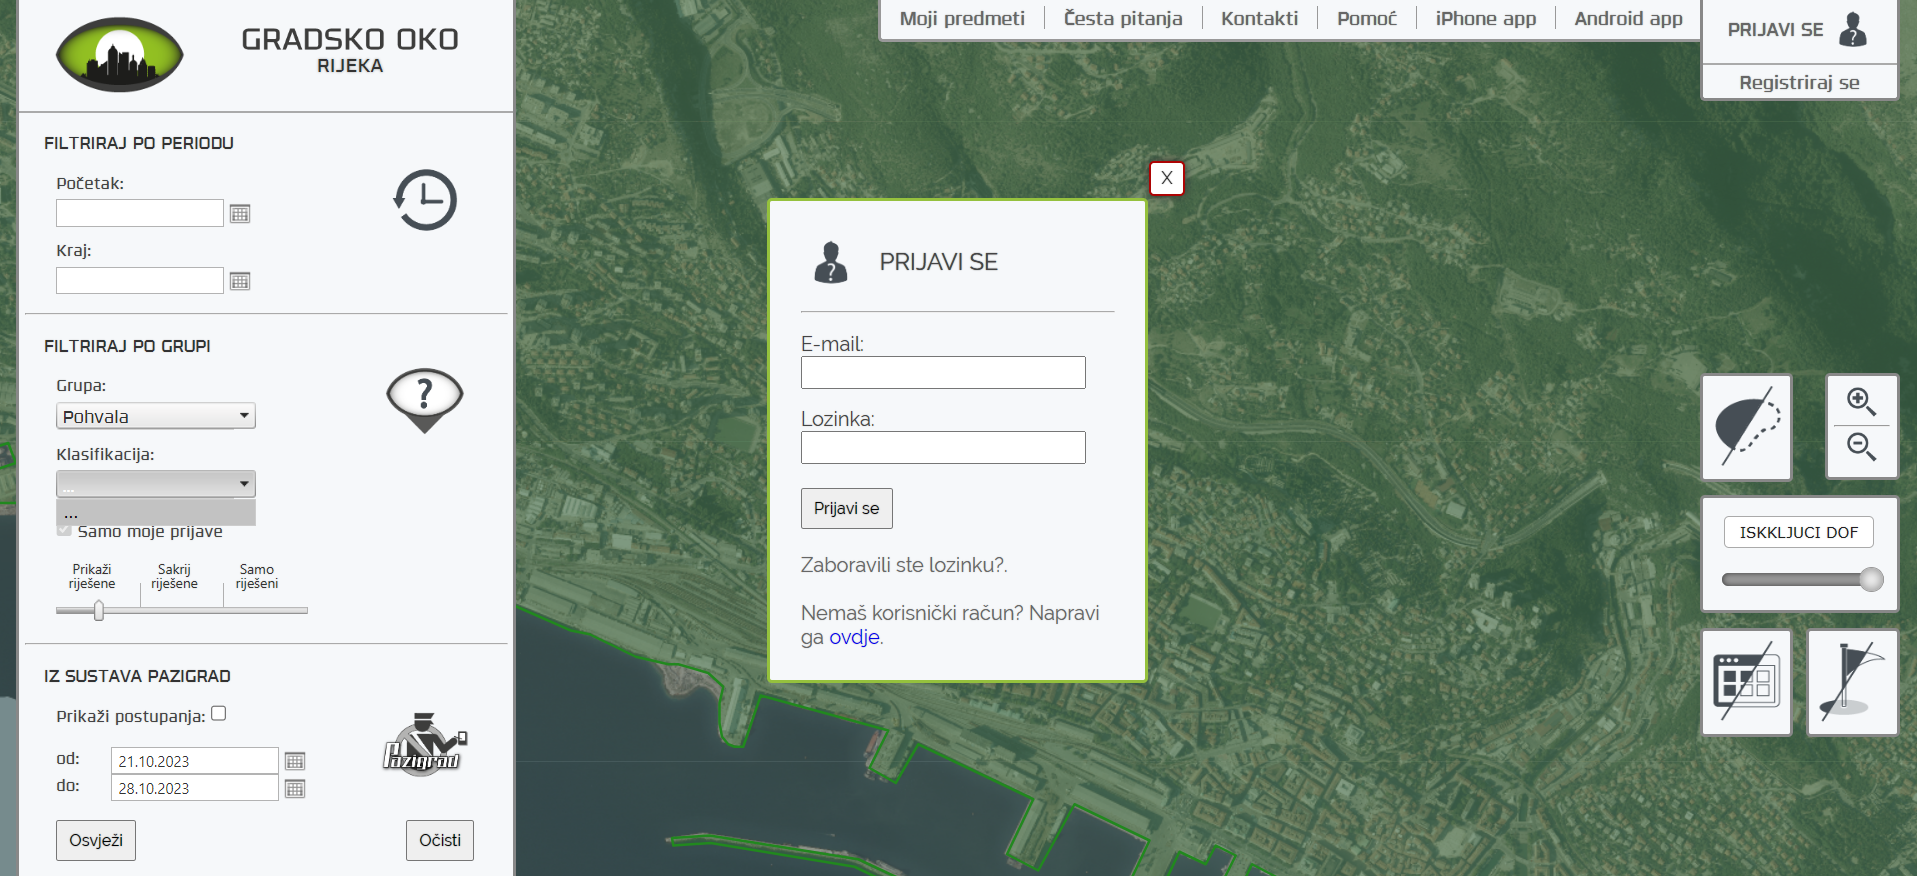 GRADSKO OKO
RIJEKA
Moji predmeti
Česta pitanja
Kontakti
Pomoć
iPhone app
Android app
PRIJAVI SE
?
Registriraj se
FILTRIRAJ PO PERIODU
Početak:
Kraj:
FILTRIRAJ PO GRUPI
Grupa:
Pohvala
?
Klasifikacija:
...
...
Samo moje prijave
Prikaži
riješene
Sakrij
riješene
Samo
riješeni
IZ SUSTAVA PAZIGRAD
Prikaži postupanja:
od:
21.10.2023
do:
28.10.2023
Pazigrad
Osvježi
Očisti
X
?
PRIJAVI SE
E-mail:
Lozinka:
Prijavi se
Zaboravili ste lozinku?.
Nemaš korisnički račun? Napravi
ga ovdje.
ISKKLJUCI DOF